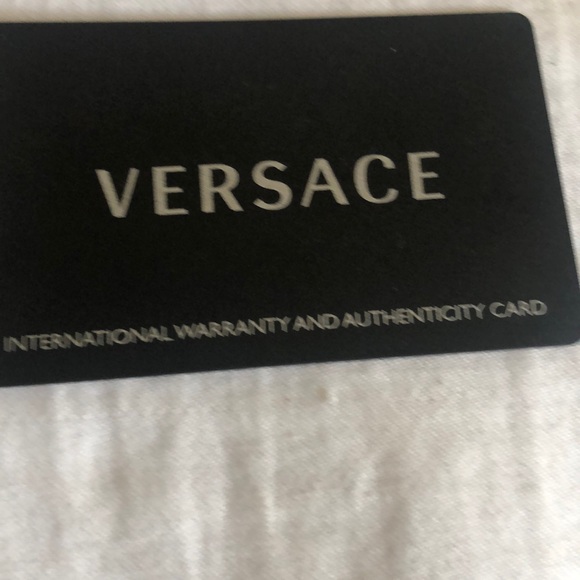 VERSACE
INTERNATIONAL WARRANTY AND AUTHENTICITY CARD